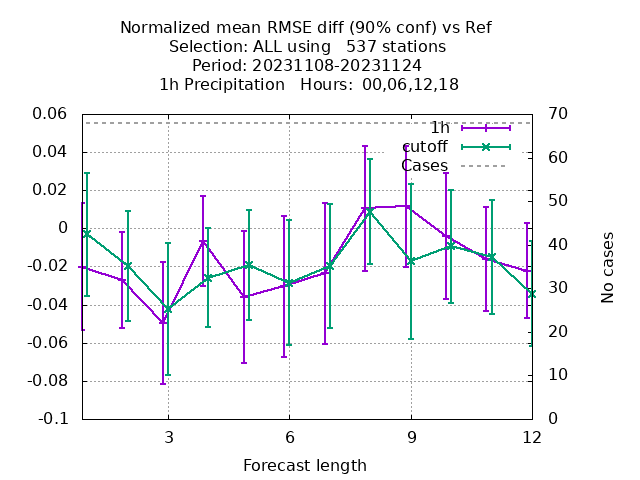 Normalized mean RMSE diff (90% conf) vs Ref
Selection: ALL using   537 stations
Period: 20231108-20231124
1h Precipitation   Hours:  00,06,12,18
0.06
0.04
0.02
0
-0.02
-0.04
-0.06
-0.08
-0.1
1h
cutoff
Cases
70
60
50
40
30
20
10
0
No cases
3
6
9
12
Forecast length